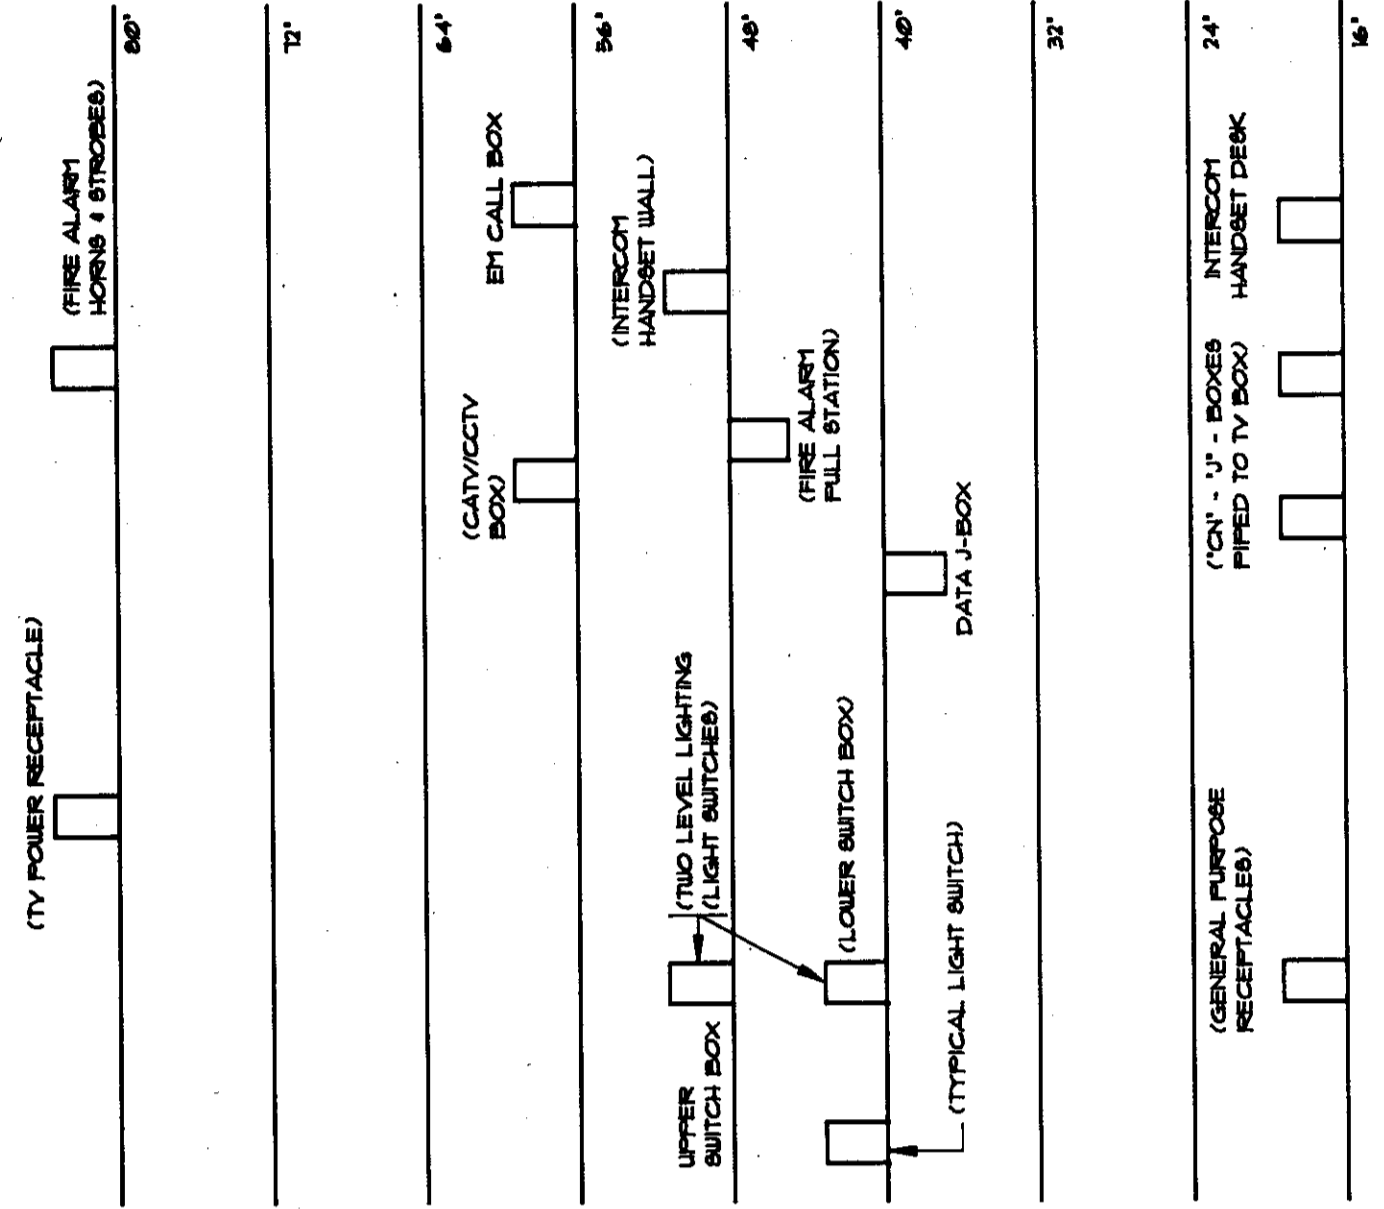 80"
(FIRE ALARM
HORNS & STROBES)
(TV POWER RECEPTACLE)
72"
64"
EM CALL BOX
(CATV/CCTV
BOX)
56"
(INTERCOM
HANDSET WALL)
(TWO LEVEL LIGHTING
(LIGHT SWITCHES)
UPPER
SWITCH BOX
48"
(FIRE ALARM
PULL STATION)
(LOWER SWITCH BOX)
40"
DATA J-BOX
(TYPICAL LIGHT SWITCH)
32"
24"
INTERCOM
HANDSET DESK
("CN" - "J" - BOXES
PIPED TO TV BOX)
(GENERAL PURPOSE
RECEPTACLES)
16"